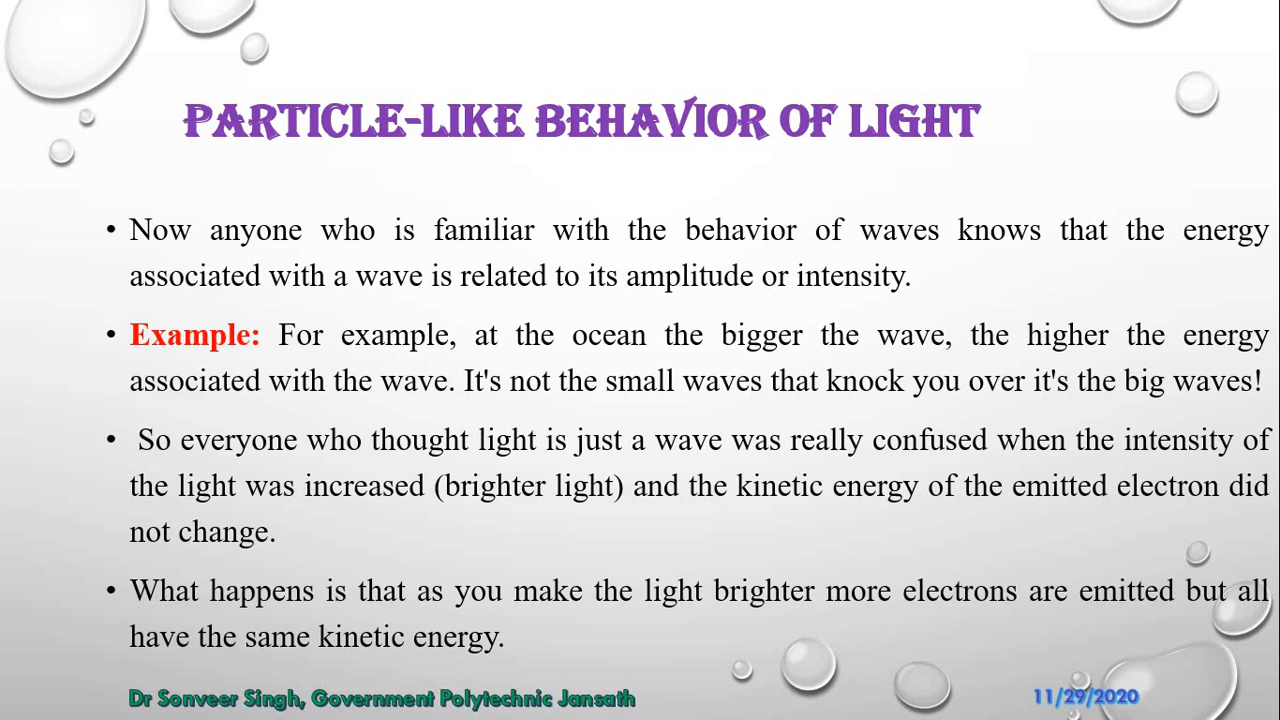 PARTICLE-LIKE BEHAVIOR OF LIGHT
• Now anyone who is familiar with the behavior of waves knows that the energy
associated with a wave is related to its amplitude or intensity.
• Example: For example, at the ocean the bigger the wave, the higher the energy
associated with the wave. It's not the small waves that knock you over it's the big waves!
• So everyone who thought light is just a wave was really confused when the intensity of
the light was increased (brighter light) and the kinetic energy of the emitted electron did
not change.
• What happens is that as you make the light brighter more electrons are emitted but all
have the same kinetic energy.
Dr Sonveer Singh, Government Polytechnic Jansath
11/29/2020